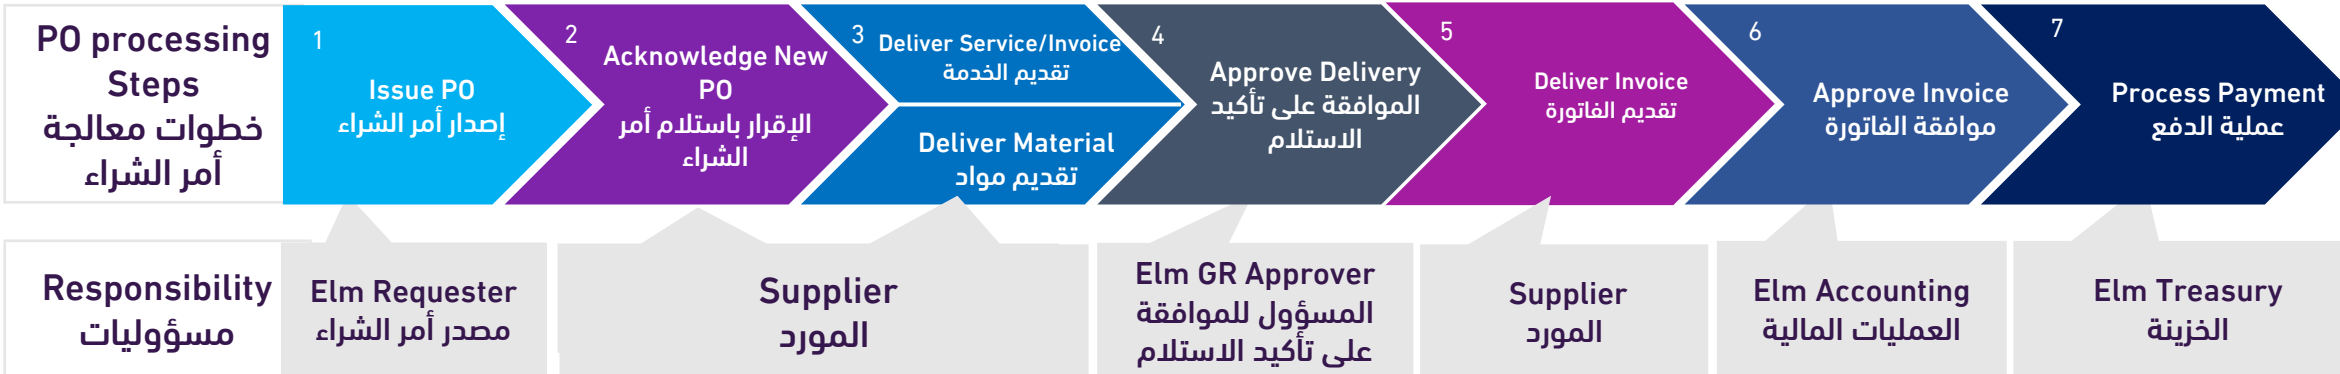 PO processing
Steps
خطوات معالجة
أمر الشراء
1
Issue PO
إصدار أمر الشراء
2
Acknowledge New
PO
الإقرار باستلام أمر
الشراء
3
Deliver Service/Invoice
تقديم الخدمة
Deliver Material
تقديم مواد
4
Approve Delivery
الموافقة على تأكيد
الاستلام
5
Deliver Invoice
تقديم الفاتورة
6
Approve Invoice
موافقة الفاتورة
7
Process Payment
عملية الدفع
Responsibility
مسؤوليات
Elm Requester
مصدر أمر الشراء
Supplier
المورد
Elm GR Approver
المسؤول للموافقة
على تأكيد الاستلام
Supplier
المورد
Elm Accounting
العمليات المالية
Elm Treasury
الخزينة